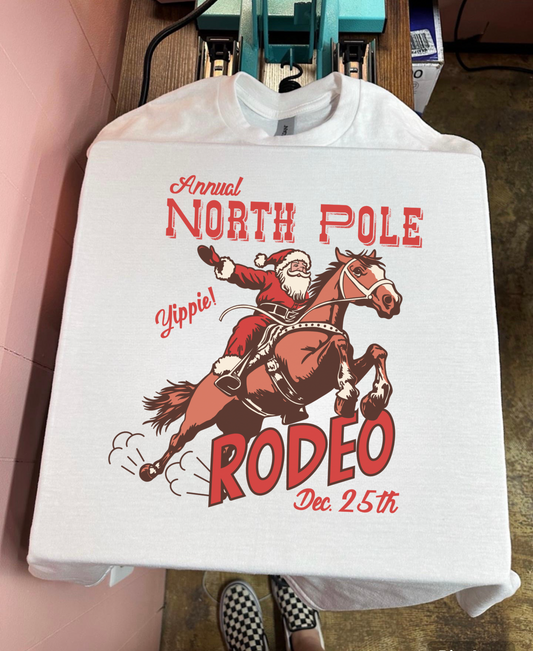 Annual
North Pole
Yippie!
RODEO
Dec. 25th